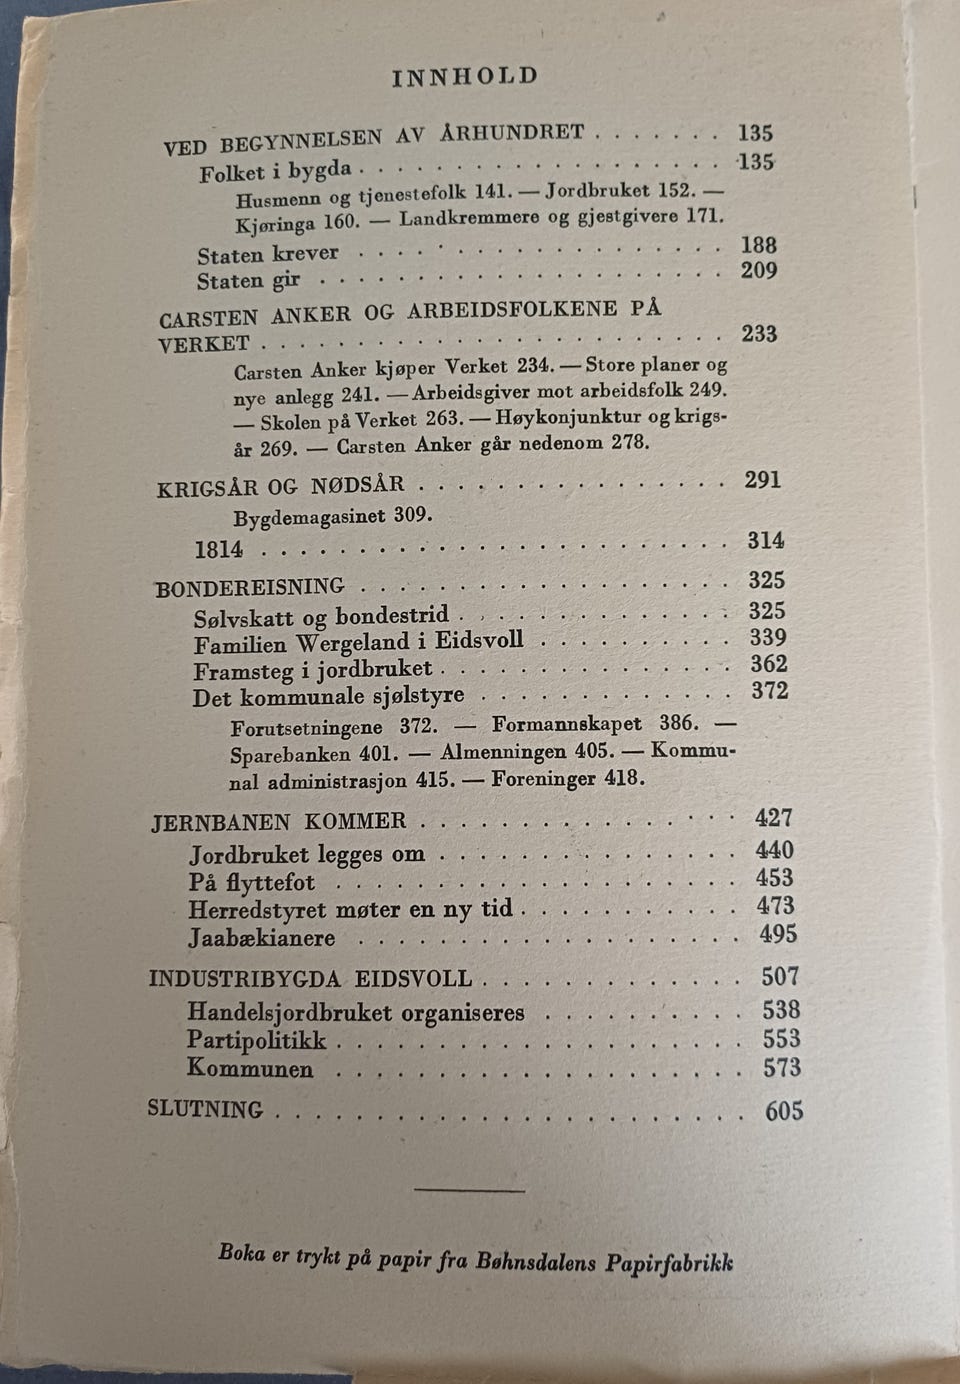 INNHOLD
VED BEGYNNELSEN AV ÅRHUNDRET . . . . . . . 135
Folket i bygda . . . . . . . . . . . . . . . . . . 135
Husmenn og tjenestefolk 141. — Jordbruket 152. —
Kjøringa 160. — Landkremmere og gjestgivere 171.
Staten krever . . . . . . . . . . . . . . . . . . 188
Staten gir . . . . . . . . . . . . . . . . . . . . 209
CARSTEN ANKER OG ARBEIDSFOLKENE PÅ
VERKET . . . . . . . . . . . . . . . . . . . . . . 233
Carsten Anker kjøper Verket 234. — Store planer og
nye anlegg 241. — Arbeidsgiver mot arbeidsfolk 249.
— Skolen på Verket 263. — Høykonjunktur og krigs-
år 269. — Carsten Anker går nedenom 278.
KRIGSÅR OG NØDSÅR . . . . . . . . . . . . . . . 291
Bygdemagasinet 309.
1814 . . . . . . . . . . . . . . . . . . . . . . . 314
BONDEREISNING . . . . . . . . . . . . . . . . . 325
Sølvskatt og bondestrid . . . . . . . . . . . . . 325
Familien Wergeland i Eidsvoll . . . . . . . . . . 339
Framsteg i jordbruket . . . . . . . . . . . . . . 362
Det kommunale sjølstyre . . . . . . . . . . . . . 372
Forutsetningene 372. — Formannskapet 386. —
Sparebanken 401. — Almenningen 405. — Kommu-
nal administrasjon 415. — Foreninger 418.
JERNBANEN KOMMER . . . . . . . . . . . . . . . 427
Jordbruket legges om . . . . . . . . . . . . . . 440
På flyttefot . . . . . . . . . . . . . . . . . . 453
Herredstyret møter en ny tid . . . . . . . . . . . 473
Jaabækianere . . . . . . . . . . . . . . . . . . 495
INDUSTRIBYGDA EIDSVOLL . . . . . . . . . . . . . 507
Handelsjordbruket organiseres . . . . . . . . . . 538
Partipolitikk . . . . . . . . . . . . . . . . . . . 553
Kommunen . . . . . . . . . . . . . . . . . . . . 573
SLUTNING . . . . . . . . . . . . . . . . . . . . . 605
Boka er trykt på papir fra Bøhnsdalens Papirfabrikk